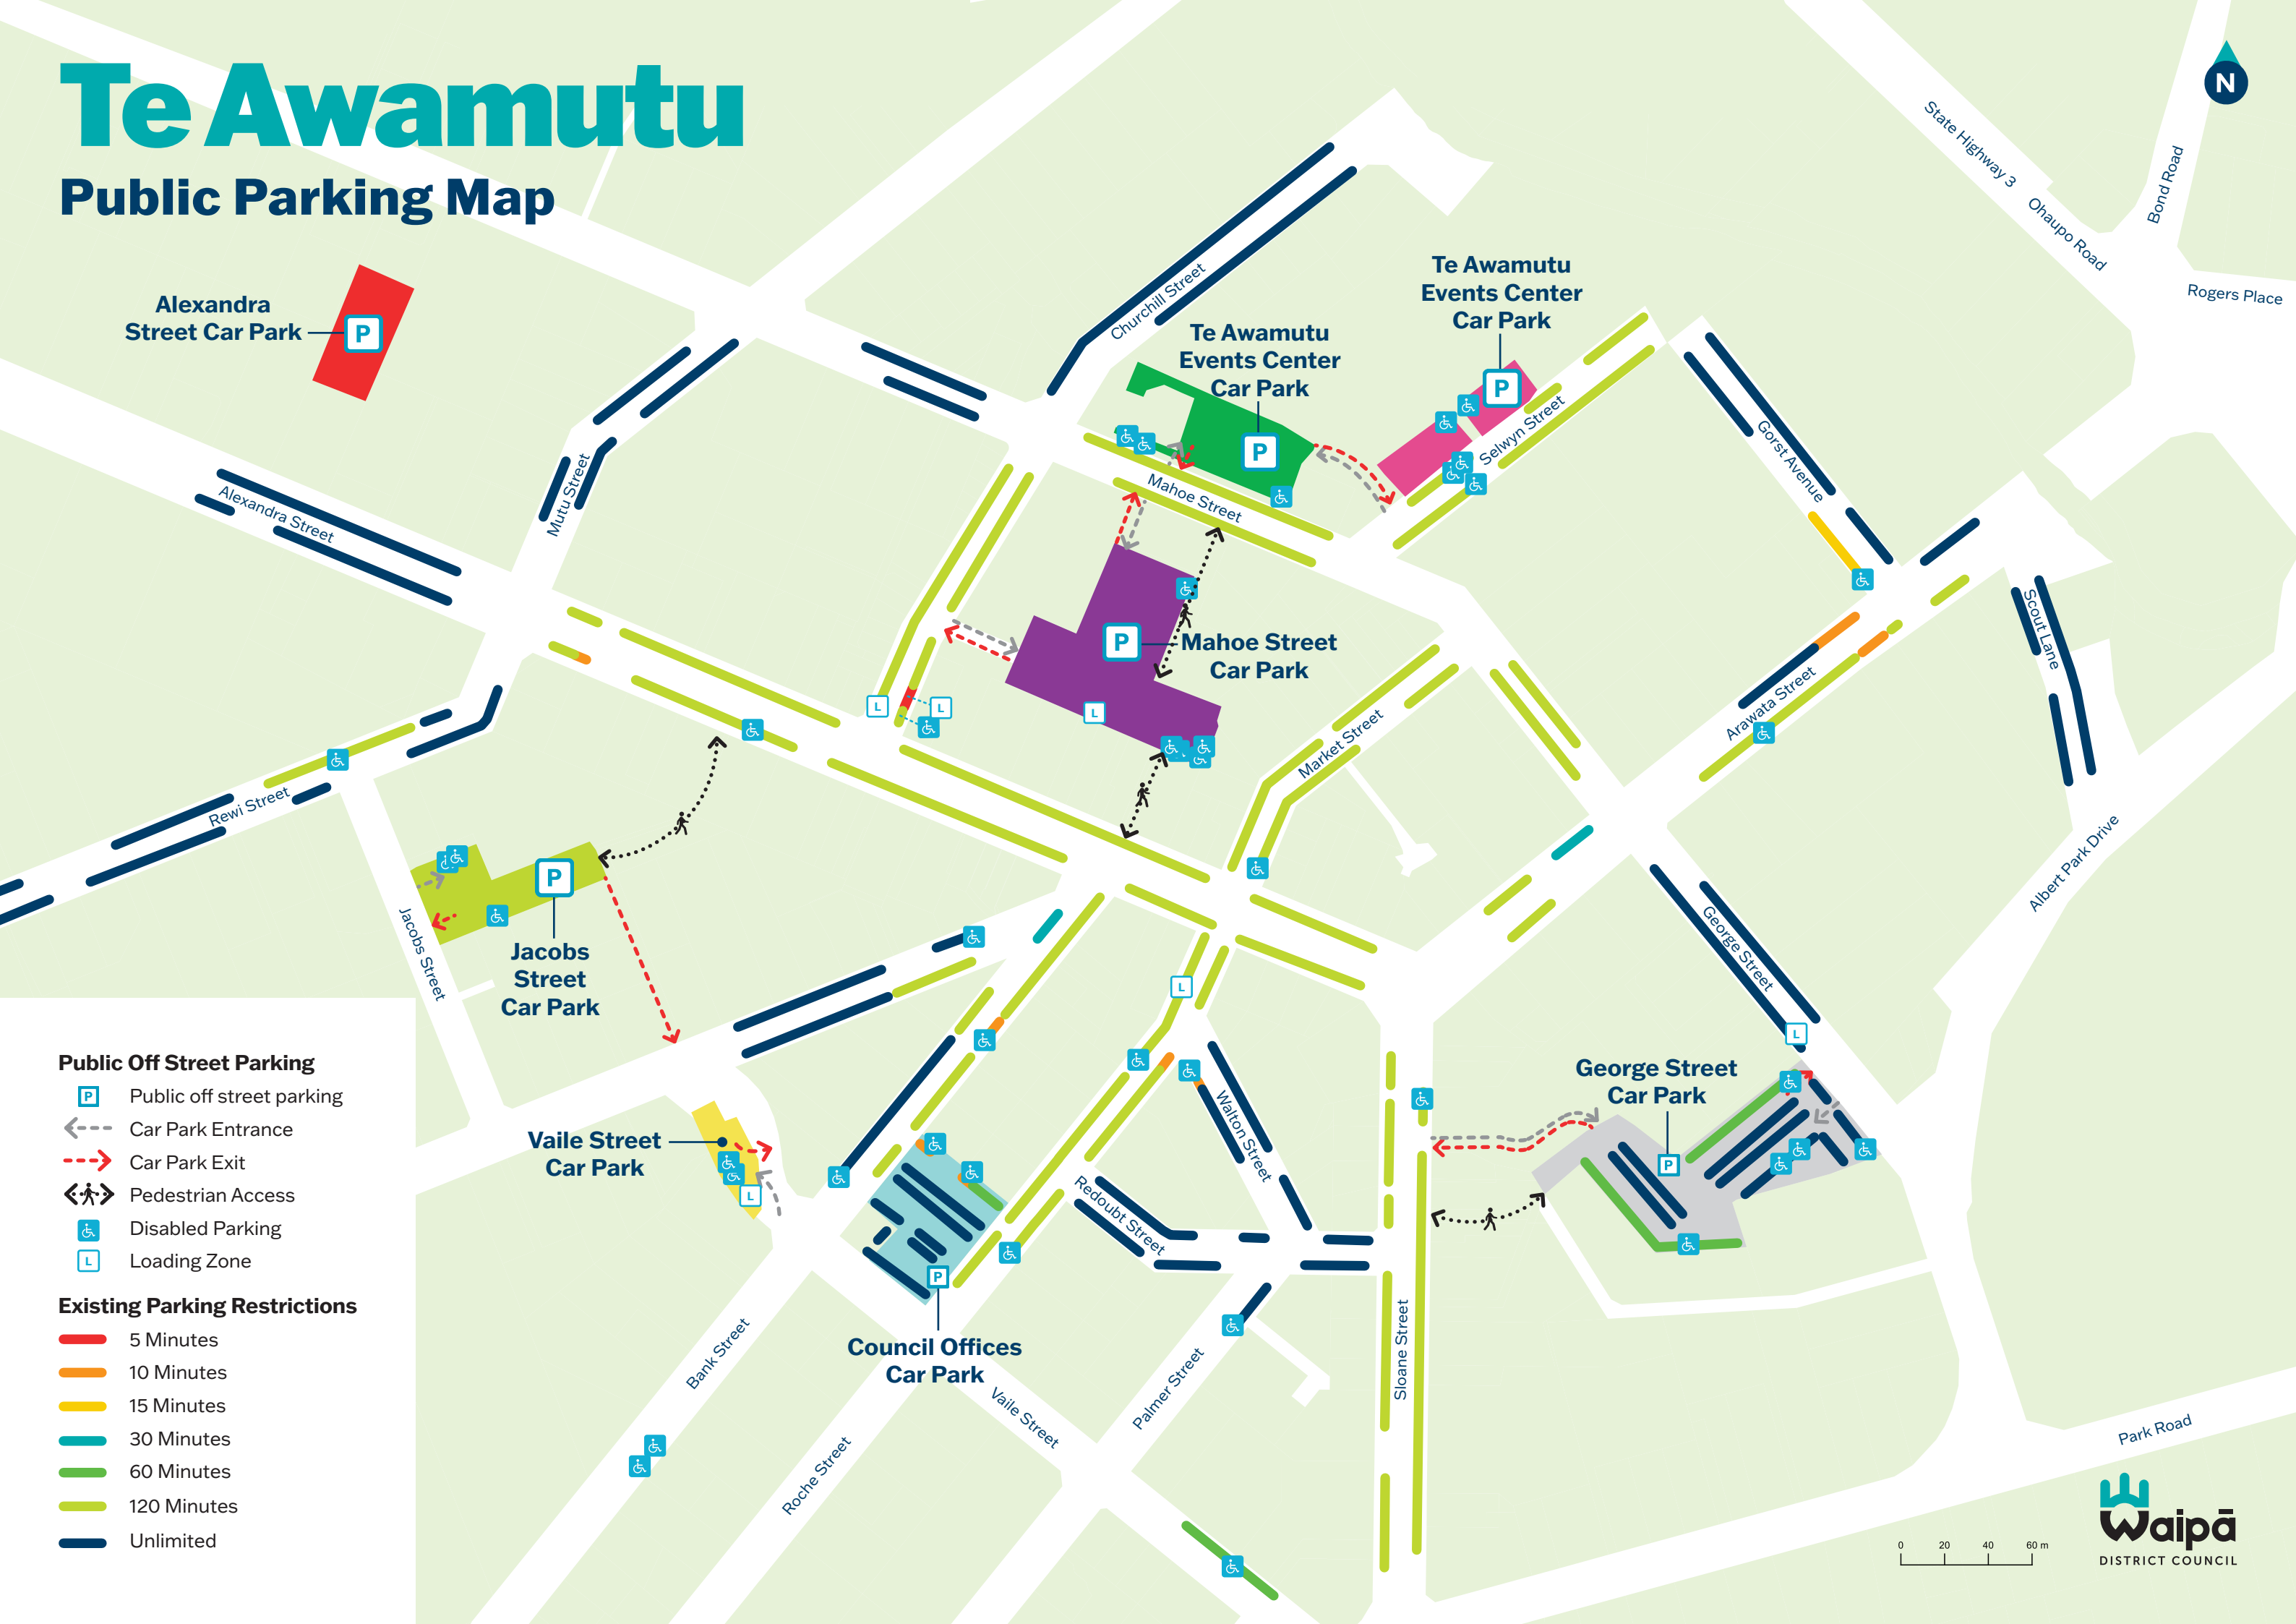 Te Awamutu
Public Parking Map
N
State Highway 3
Ohaupo Road
Bond Road
Rogers Place
Alexandra
Street Car Park
P
Churchill Street
Te Awamutu
Events Center
Car Park
P
Te Awamutu
Events Center
Car Park
P
Selwyn Street
Gorst Avenue
Mahoe Street
Alexandra Street
Mutu Street
P
Mahoe Street
Car Park
L
L
L
Scout Lane
Arawata Street
Market Street
Rewi Street
Albert Park Drive
P
Jacobs
Street
Car Park
Jacobs Street
George Street
L
L
George Street
Car Park
P
Vaile Street
Car Park
L
Walton Street
Redoubt Street
P
Council Offices
Car Park
Sloane Street
Bank Street
Vaile Street
Palmer Street
Roche Street
Park Road
Public Off Street Parking
P Public off street parking
Car Park Entrance
Car Park Exit
Pedestrian Access
Disabled Parking
L Loading Zone
Existing Parking Restrictions
5 Minutes
10 Minutes
15 Minutes
30 Minutes
60 Minutes
120 Minutes
Unlimited
0 20 40 60 m
Waipā
DISTRICT COUNCIL